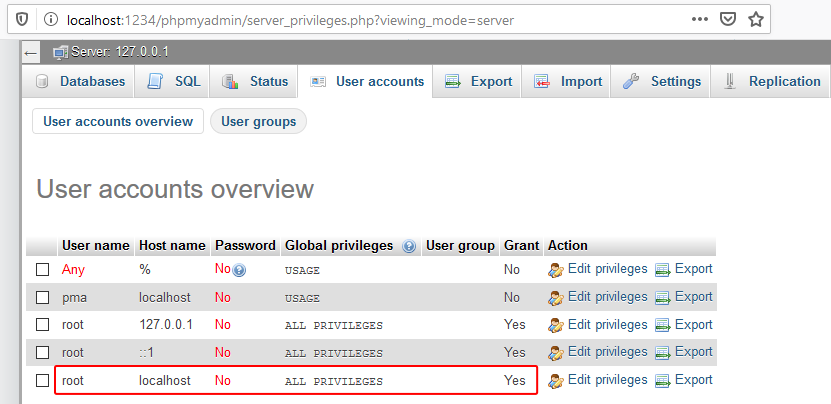 localhost:1234/phpmyadmin/server_privileges.php?viewing_mode=server
Server: 127.0.0.1
Databases SQL Status User accounts Export Import Settings Replication
User accounts overview User groups
User accounts overview
User name Host name Password Global privileges User group Grant Action
Any % No USAGE No Edit privileges Export
pma localhost No USAGE No Edit privileges Export
root 127.0.0.1 No ALL PRIVILEGES Yes Edit privileges Export
root ::1 No ALL PRIVILEGES Yes Edit privileges Export
root localhost No ALL PRIVILEGES Yes Edit privileges Export